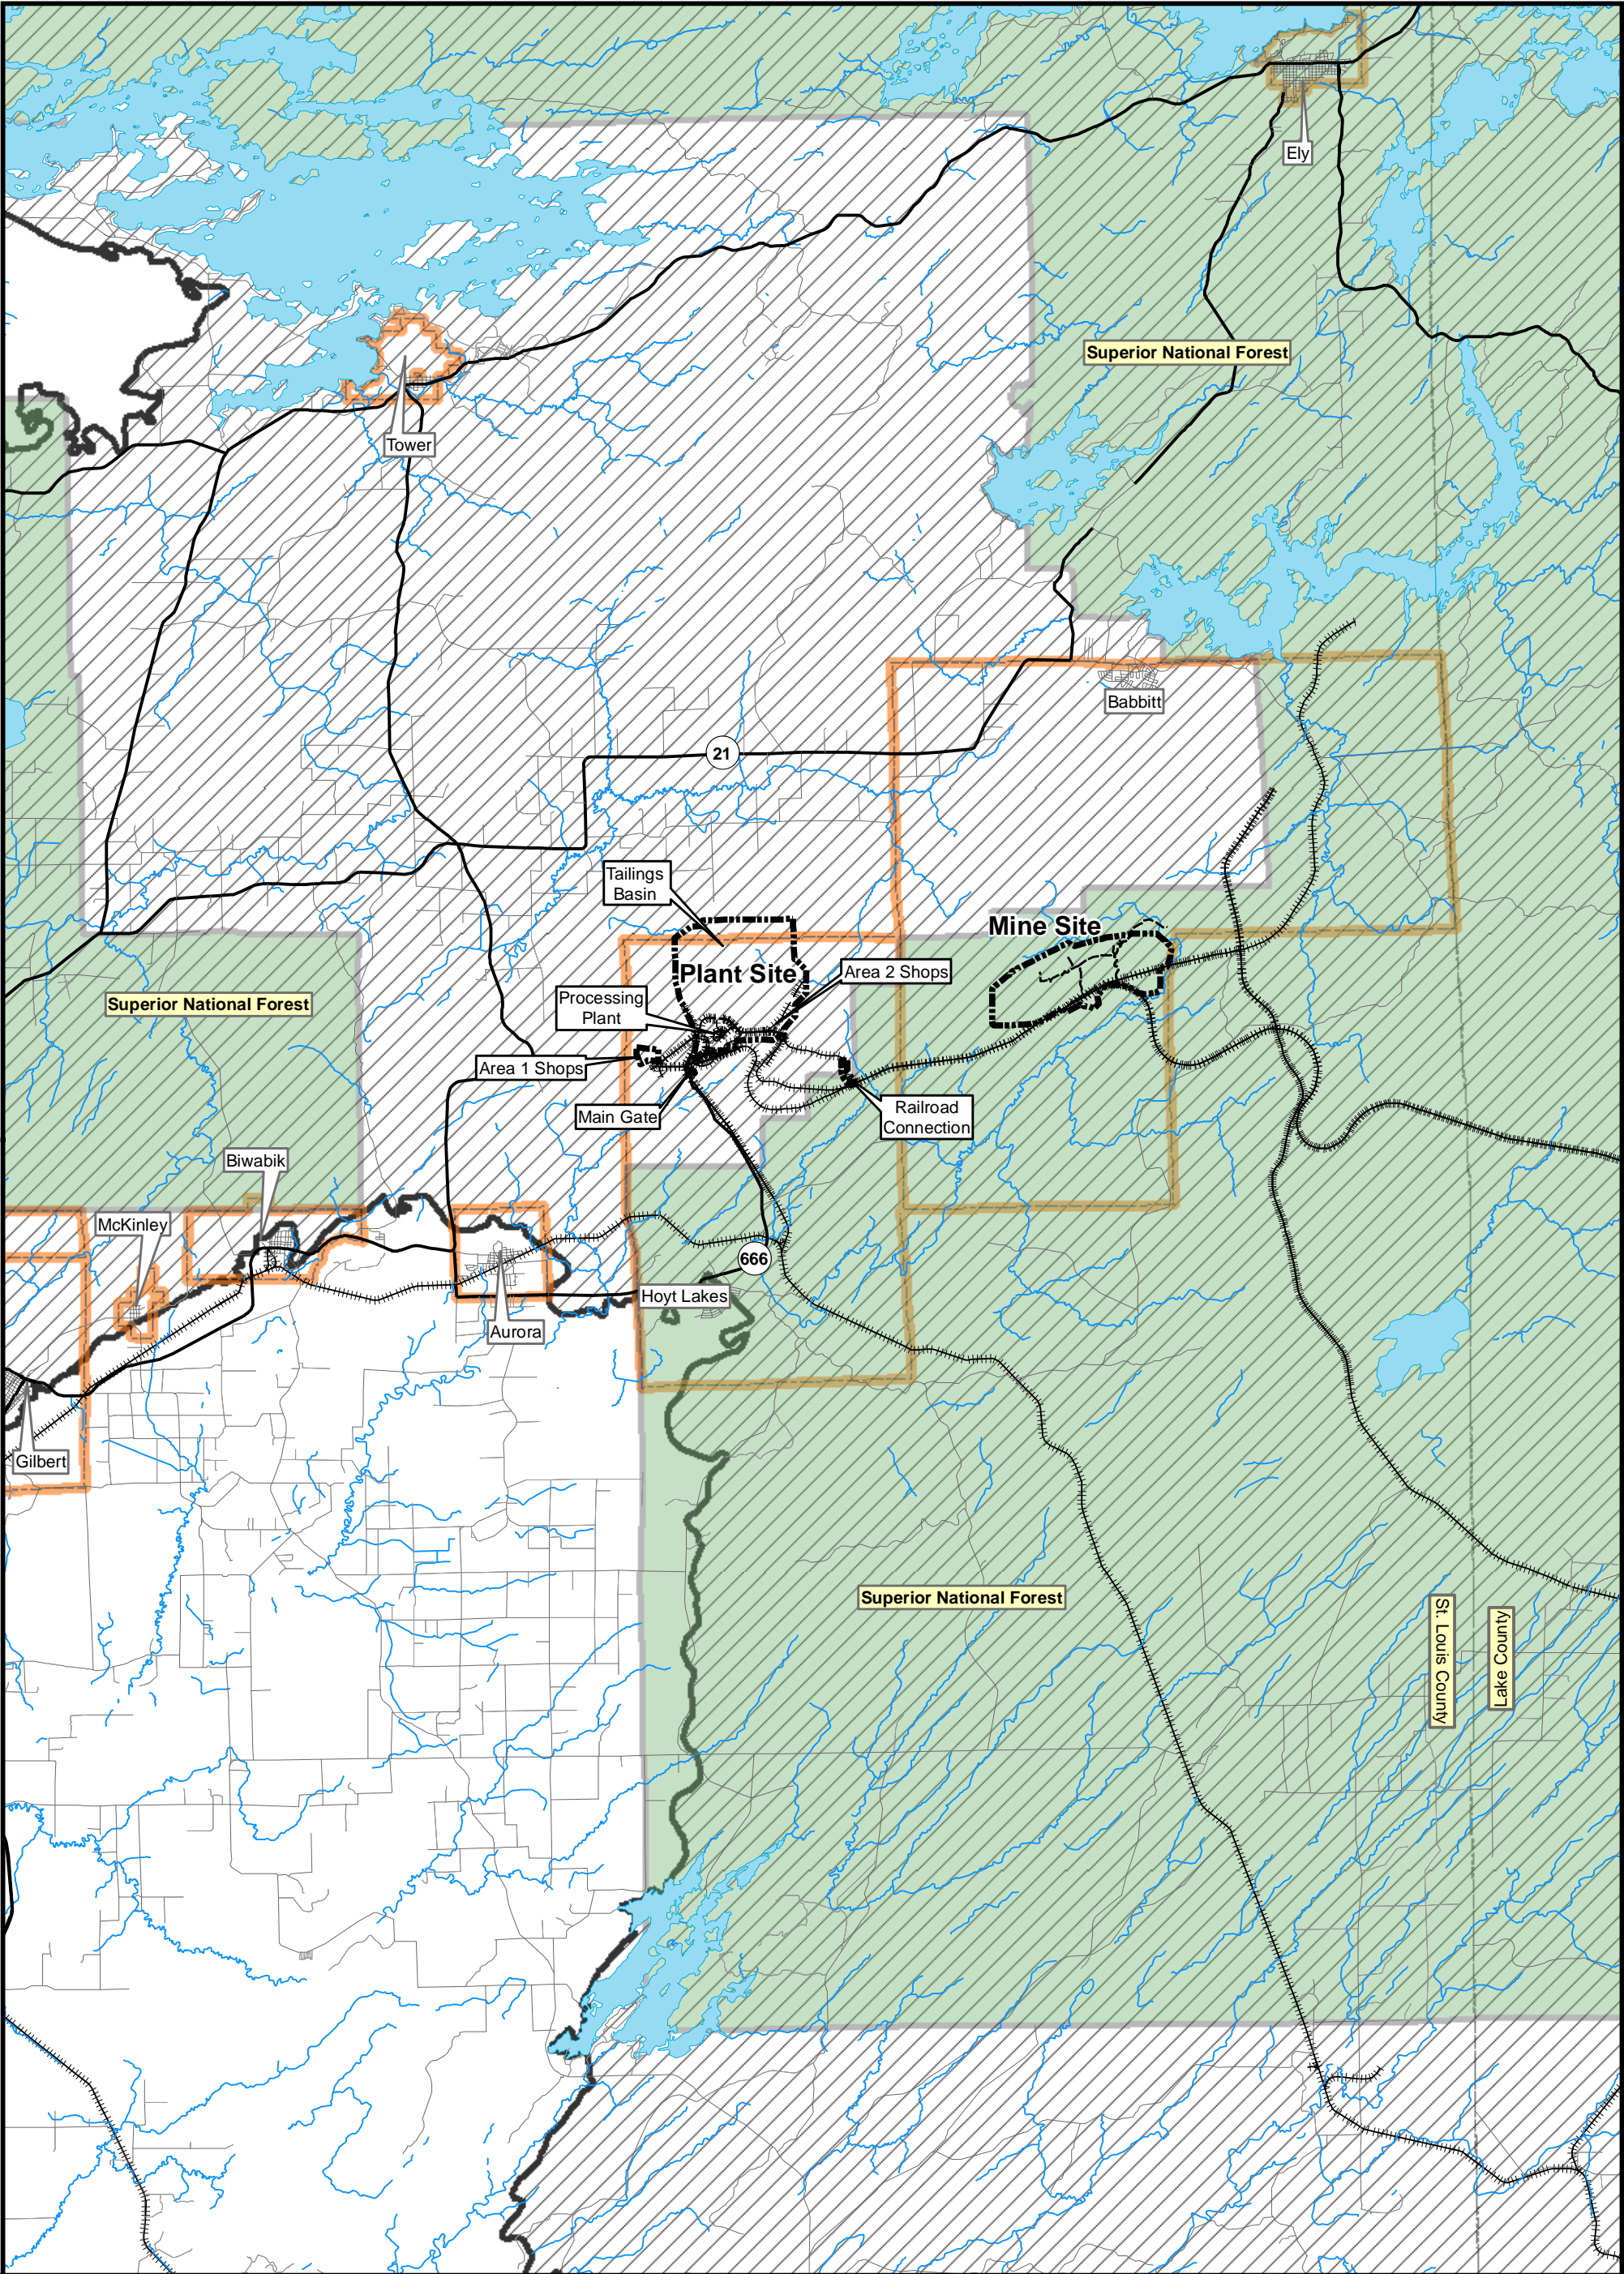 Ely
Superior National Forest
Tower
Babbitt
21
Tailings
Basin
Mine Site
Plant Site
Area 2 Shops
Processing
Plant
Superior National Forest
Area 1 Shops
Main Gate
Railroad
Connection
Biwabik
McKinley
666
Hoyt Lakes
Aurora
Gilbert
Superior National Forest
St. Louis County
Lake County